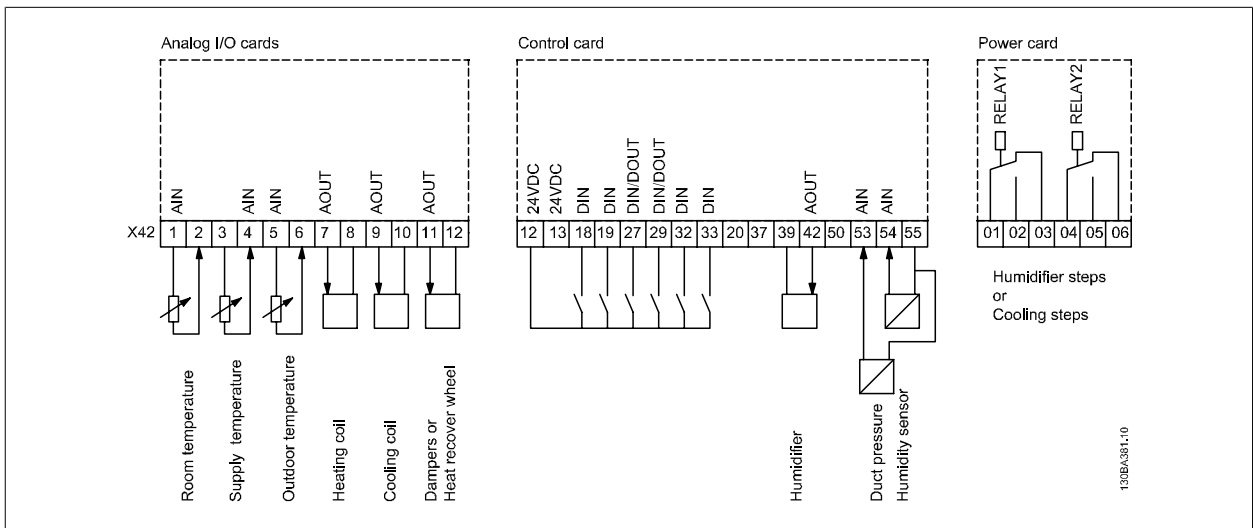 Analog I/O cards
Control card
Power card
RELAY1
RELAY2
AIN
AIN
AIN
AOUT
AOUT
AOUT
24VDC
24VDC
DIN
DIN
DIN/DOUT
DIN/DOUT
DIN
DIN
AOUT
AIN
AIN
X42 1 2 3 4 5 6 7 8 9 10 11 12
12 13 18 19 27 29 32 33 20 37 39 42 50 53 54 55
01 02 03 04 05 06
Humidifier steps
or
Cooling steps
Room temperature
Supply temperature
Outdoor temperature
Heating coil
Cooling coil
Dampers or
Heat recover wheel
Humidifier
Duct pressure
Humidity sensor
130BA381.10